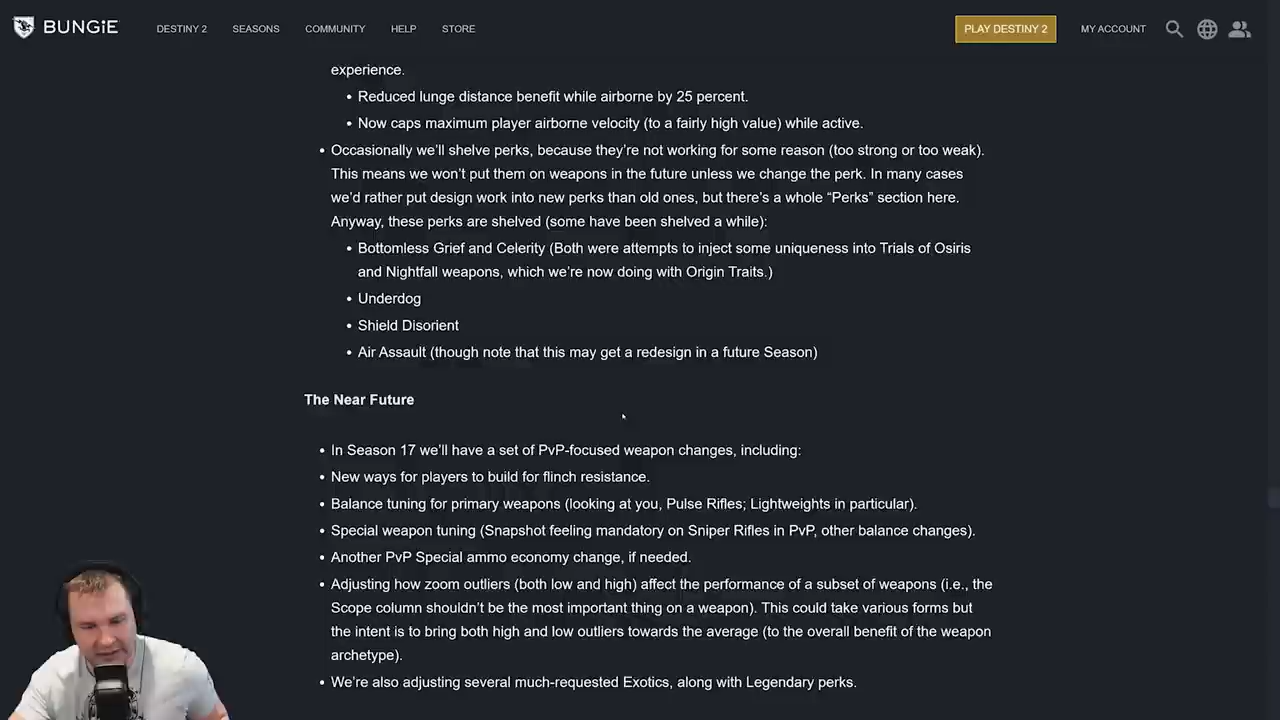 BUNGiE DESTINY 2 SEASONS COMMUNITY HELP STORE PLAY DESTINY 2 MY ACCOUNT
experience.
• Reduced lunge distance benefit while airborne by 25 percent.
• Now caps maximum player airborne velocity (to a fairly high value) while active.
• Occasionally we’ll shelve perks, because they’re not working for some reason (too strong or too weak).
This means we won’t put them on weapons in the future unless we change the perk. In many cases
we’d rather put design work into new perks than old ones, but there’s a whole “Perks” section here.
Anyway, these perks are shelved (some have been shelved a while):
• Bottomless Grief and Celerity (Both were attempts to inject some uniqueness into Trials of Osiris
and Nightfall weapons, which we’re now doing with Origin Traits.)
• Underdog
• Shield Disorient
• Air Assault (though note that this may get a redesign in a future Season)
The Near Future
• In Season 17 we’ll have a set of PvP-focused weapon changes, including:
• New ways for players to build for flinch resistance.
• Balance tuning for primary weapons (looking at you, Pulse Rifles; Lightweights in particular).
• Special weapon tuning (Snapshot feeling mandatory on Sniper Rifles in PvP, other balance changes).
• Another PvP Special ammo economy change, if needed.
• Adjusting how zoom outliers (both low and high) affect the performance of a subset of weapons (i.e., the
Scope column shouldn’t be the most important thing on a weapon). This could take various forms but
the intent is to bring both high and low outliers towards the average (to the overall benefit of the weapon
archetype).
• We’re also adjusting several much-requested Exotics, along with Legendary perks.